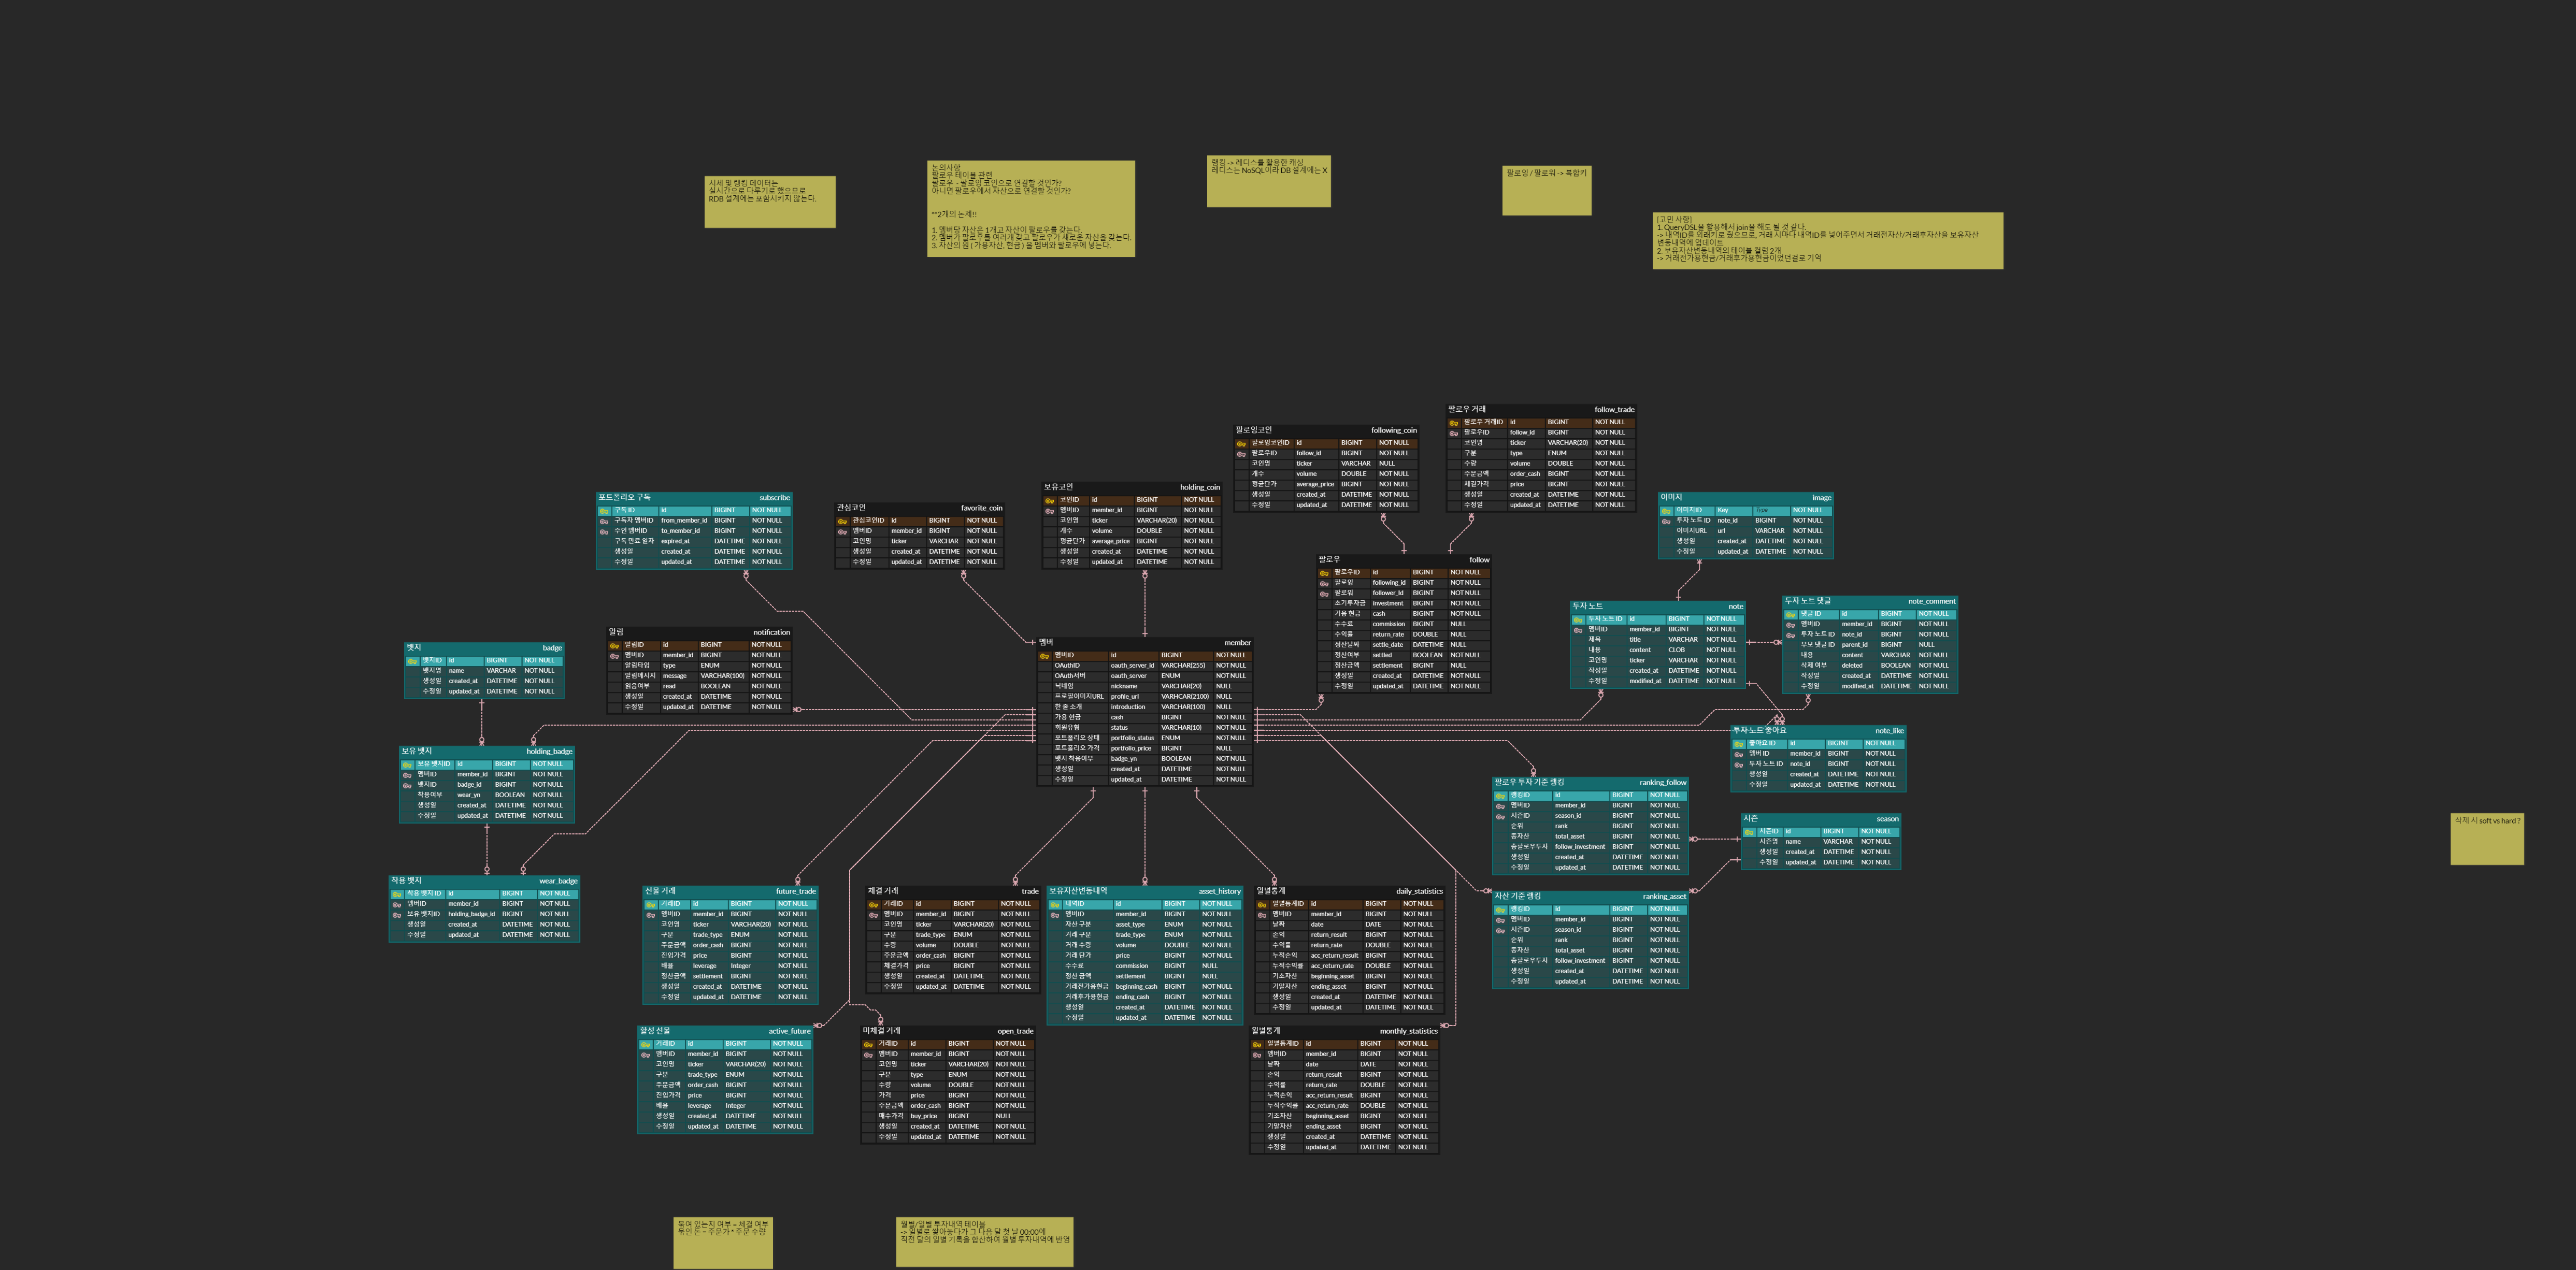 시세 및 랭킹 데이터는
실시간으로 다루기로 했으므로
RDB 설계에는 포함시키지 않는다.
논의사항
팔로우 테이블 관련
팔로우 - 팔로잉 코인으로 연결할 것인가?
아니면 팔로우에서 자산으로 연결할 것인가?
**2개의 논제!!
1. 멤버당 자산은 1개고 자산이 팔로우를 갖는다.
2. 멤버가 팔로우를 여러개 갖고 팔로우가 새로운 자산을 갖는다.
3. 자산의 원 ( 가용자산, 현금 ) 을 멤버와 팔로우에 넣는다.
랭킹 -> 레디스를 활용한 캐싱
레디스는 NoSQL이라 DB 설계에는 X
팔로잉 / 팔로워 -> 복합키
[고민 사항]
1. QueryDSL을 활용해서 join을 해도 될 것 같다.
-> 내역ID를 외래키로 뒀으므로, 거래 시마다 내역ID를 넣어주면서 거래전자산/거래후자산을 보유자산
변동내역에 업데이트
2. 보유자산변동내역의 테이블 컬럼 2개
-> 거래전가용현금/거래후가용현금이었던걸로 기억
팔로우 거래 follow_trade
팔로우 거래ID id BIGINT NOT NULL
팔로우ID follow_id BIGINT NOT NULL
코인명 ticker VARCHAR(20) NOT NULL
구분 type ENUM NOT NULL
수량 volume DOUBLE NOT NULL
주문금액 order_cash BIGINT NOT NULL
체결가격 price BIGINT NOT NULL
생성일 created_at DATETIME NOT NULL
수정일 updated_at DATETIME NOT NULL
팔로잉코인 following_coin
팔로잉코인ID id BIGINT NOT NULL
팔로우ID follow_id BIGINT NOT NULL
코인명 ticker VARCHAR NULL
개수 volume DOUBLE NOT NULL
평균단가 average_price BIGINT NOT NULL
생성일 created_at DATETIME NOT NULL
수정일 updated_at DATETIME NOT NULL
보유코인 holding_coin
코인ID id BIGINT NOT NULL
멤버ID member_id BIGINT NOT NULL
코인명 ticker VARCHAR(20) NOT NULL
개수 volume DOUBLE NOT NULL
평균단가 average_price BIGINT NOT NULL
생성일 created_at DATETIME NOT NULL
수정일 updated_at DATETIME NOT NULL
포트폴리오 구독 subscribe
구독 ID id BIGINT NOT NULL
구독자 멤버ID from_member_id BIGINT NOT NULL
주인 멤버ID to_member_id BIGINT NOT NULL
구독 만료 일자 expired_at DATETIME NOT NULL
생성일 created_at DATETIME NOT NULL
수정일 updated_at DATETIME NOT NULL
관심코인 favorite_coin
관심코인ID id BIGINT NOT NULL
멤버ID member_id BIGINT NOT NULL
코인명 ticker VARCHAR NOT NULL
생성일 created_at DATETIME NOT NULL
수정일 updated_at DATETIME NOT NULL
이미지 image
이미지ID Key NOT NULL
투자 노트 ID note_id BIGINT NOT NULL
이미지URL url VARCHAR NOT NULL
생성일 created_at DATETIME NOT NULL
수정일 updated_at DATETIME NOT NULL
팔로우 follow
팔로우ID id BIGINT NOT NULL
팔로잉 following_id BIGINT NOT NULL
팔로워 follower_id BIGINT NOT NULL
초기투자금 investment BIGINT NOT NULL
가용 현금 cash BIGINT NOT NULL
수수료 commission BIGINT NULL
수익률 return_rate DOUBLE NULL
정산날짜 settle_date DATETIME NULL
정산여부 settled BOOLEAN NOT NULL
정산금액 settlement BIGINT NULL
생성일 created_at DATETIME NOT NULL
수정일 updated_at DATETIME NOT NULL
투자 노트 note
투자 노트 ID id BIGINT NOT NULL
멤버ID member_id BIGINT NOT NULL
제목 title VARCHAR NOT NULL
내용 content CLOB NOT NULL
코인명 ticker VARCHAR NOT NULL
작성일 created_at DATETIME NOT NULL
수정일 modified_at DATETIME NOT NULL
투자 노트 댓글 note_comment
댓글 ID id BIGINT NOT NULL
멤버ID member_id BIGINT NOT NULL
투자 노트 ID note_id BIGINT NOT NULL
부모 댓글 ID parent_id BIGINT NULL
내용 content VARCHAR NOT NULL
삭제 여부 deleted BOOLEAN NOT NULL
작성일 created_at DATETIME NOT NULL
수정일 modified_at DATETIME NOT NULL
알림 notification
알림ID id BIGINT NOT NULL
멤버ID member_id BIGINT NOT NULL
알림타입 type ENUM NOT NULL
알림메시지 message VARCHAR(100) NOT NULL
읽음여부 read BOOLEAN NOT NULL
생성일 created_at DATETIME NOT NULL
수정일 updated_at DATETIME NOT NULL
뱃지 badge
뱃지ID id BIGINT NOT NULL
뱃지명 name VARCHAR NOT NULL
생성일 created_at DATETIME NOT NULL
수정일 updated_at DATETIME NOT NULL
멤버 member
멤버ID id BIGINT NOT NULL
OAuthID oauth_server_id VARCHAR(255) NOT NULL
OAuth서버 oauth_server ENUM NOT NULL
닉네임 nickname VARCHAR(20) NULL
프로필이미지URL profile_url VARHCAR(2100) NULL
한 줄 소개 introduction VARCHAR(100) NULL
가용 현금 cash BIGINT NOT NULL
회원유형 status VARCHAR(10) NOT NULL
포트폴리오 상태 portfolio_status ENUM NOT NULL
포트폴리오 가격 portfolio_price BIGINT NULL
뱃지 착용여부 badge_yn BOOLEAN NOT NULL
생성일 created_at DATETIME NOT NULL
수정일 updated_at DATETIME NOT NULL
투자 노트 좋아요 note_like
좋아요 ID id BIGINT NOT NULL
멤버 ID member_id BIGINT NOT NULL
투자 노트 ID note_id BIGINT NOT NULL
생성일 created_at DATETIME NOT NULL
수정일 updated_at DATETIME NOT NULL
보유 뱃지 holding_badge
보유 뱃지ID id BIGINT NOT NULL
멤버ID member_id BIGINT NOT NULL
뱃지ID badge_id BIGINT NOT NULL
착용여부 wear_yn BOOLEAN NOT NULL
생성일 created_at DATETIME NOT NULL
수정일 updated_at DATETIME NOT NULL
팔로우 투자 기준 랭킹 ranking_follow
랭킹ID id BIGINT NOT NULL
멤버ID member_id BIGINT NOT NULL
시즌ID season_id BIGINT NOT NULL
순위 rank BIGINT NOT NULL
총자산 total_asset BIGINT NOT NULL
총팔로우투자 follow_investment BIGINT NOT NULL
생성일 created_at DATETIME NOT NULL
수정일 updated_at DATETIME NOT NULL
시즌 season
시즌ID id BIGINT NOT NULL
시즌명 name VARCHAR NOT NULL
생성일 created_at DATETIME NOT NULL
수정일 updated_at DATETIME NOT NULL
삭제 시 soft vs hard ?
착용 뱃지 wear_badge
착용 뱃지 ID id BIGINT NOT NULL
멤버ID member_id BIGINT NOT NULL
보유 뱃지ID holding_badge_id BIGINT NOT NULL
생성일 created_at DATETIME NOT NULL
수정일 updated_at DATETIME NOT NULL
선물 거래 future_trade
거래ID id BIGINT NOT NULL
멤버ID member_id BIGINT NOT NULL
코인명 ticker VARCHAR(20) NOT NULL
구분 trade_type ENUM NOT NULL
주문금액 order_cash BIGINT NOT NULL
진입가격 price BIGINT NOT NULL
배율 leverage Integer NOT NULL
정산금액 settlement BIGINT NOT NULL
생성일 created_at DATETIME NOT NULL
수정일 updated_at DATETIME NOT NULL
체결 거래 trade
거래ID id BIGINT NOT NULL
멤버ID member_id BIGINT NOT NULL
코인명 ticker VARCHAR(20) NOT NULL
구분 trade_type ENUM NOT NULL
수량 volume DOUBLE NOT NULL
주문금액 order_cash BIGINT NOT NULL
체결가격 price BIGINT NOT NULL
생성일 created_at DATETIME NOT NULL
수정일 updated_at DATETIME NOT NULL
보유자산변동내역 asset_history
내역ID id BIGINT NOT NULL
멤버ID member_id BIGINT NOT NULL
자산 구분 asset_type ENUM NOT NULL
거래 구분 trade_type ENUM NOT NULL
거래 수량 volume DOUBLE NOT NULL
거래 단가 price BIGINT NOT NULL
수수료 commission BIGINT NULL
정산 금액 settlement BIGINT NULL
거래전가용현금 beginning_cash BIGINT NOT NULL
거래후가용현금 ending_cash BIGINT NOT NULL
생성일 created_at DATETIME NOT NULL
수정일 updated_at DATETIME NOT NULL
일별통계 daily_statistics
일별통계ID id BIGINT NOT NULL
멤버ID member_id BIGINT NOT NULL
날짜 date DATE NOT NULL
손익 return_result BIGINT NOT NULL
수익률 return_rate DOUBLE NOT NULL
누적손익 acc_return_result BIGINT NOT NULL
누적수익률 acc_return_rate DOUBLE NOT NULL
기초자산 beginning_asset BIGINT NOT NULL
기말자산 ending_asset BIGINT NOT NULL
생성일 created_at DATETIME NOT NULL
수정일 updated_at DATETIME NOT NULL
자산 기준 랭킹 ranking_asset
랭킹ID id BIGINT NOT NULL
멤버ID member_id BIGINT NOT NULL
시즌ID season_id BIGINT NOT NULL
순위 rank BIGINT NOT NULL
총자산 total_asset BIGINT NOT NULL
총팔로우투자 follow_investment BIGINT NOT NULL
생성일 created_at DATETIME NOT NULL
수정일 updated_at DATETIME NOT NULL
활성 선물 active_future
거래ID id BIGINT NOT NULL
멤버ID member_id BIGINT NOT NULL
코인명 ticker VARCHAR(20) NOT NULL
구분 trade_type ENUM NOT NULL
주문금액 order_cash BIGINT NOT NULL
진입가격 price BIGINT NOT NULL
배율 leverage Integer NOT NULL
생성일 created_at DATETIME NOT NULL
수정일 updated_at DATETIME NOT NULL
미체결 거래 open_trade
거래ID id BIGINT NOT NULL
멤버ID member_id BIGINT NOT NULL
코인명 ticker VARCHAR(20) NOT NULL
구분 type ENUM NOT NULL
수량 volume DOUBLE NOT NULL
가격 price BIGINT NOT NULL
주문금액 order_cash BIGINT NOT NULL
매수가격 buy_price BIGINT NULL
생성일 created_at DATETIME NOT NULL
수정일 updated_at DATETIME NOT NULL
월별통계 monthly_statistics
월별통계ID id BIGINT NOT NULL
멤버ID member_id BIGINT NOT NULL
날짜 date DATE NOT NULL
손익 return_result BIGINT NOT NULL
수익률 return_rate DOUBLE NOT NULL
누적손익 acc_return_result BIGINT NOT NULL
누적수익률 acc_return_rate DOUBLE NOT NULL
기초자산 beginning_asset BIGINT NOT NULL
기말자산 ending_asset BIGINT NOT NULL
생성일 created_at DATETIME NOT NULL
수정일 updated_at DATETIME NOT NULL
묶여 있는지 여부 = 체결 여부
묶인 돈 = 주문가 * 주문 수량
월별/일별 투자내역 테이블
-> 일별로 쌓아놓다가 그 다음 달 첫 날 00:00에
직전 달의 일별 기록을 합산하여 월별 투자내역에 반영